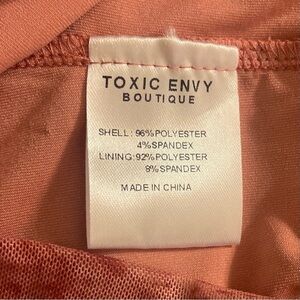 TOXIC ENVY
BOUTIQUE
SHELL: 96%POLYESTER
4%SPANDEX
LINING:92%POLYESTER
8%SPANDEX
MADE IN CHINA